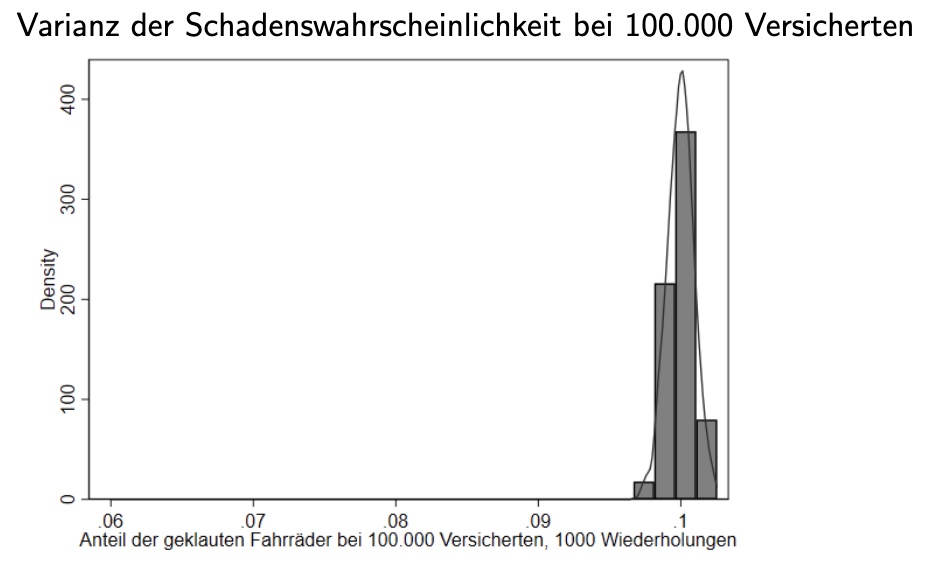 Varianz der Schadenswahrscheinlichkeit bei 100.000 Versicherten
400
300
200
100
0
Density
.06 .07 .08 .09 .1
Anteil der geklauten Fahrräder bei 100.000 Versicherten, 1000 Wiederholungen